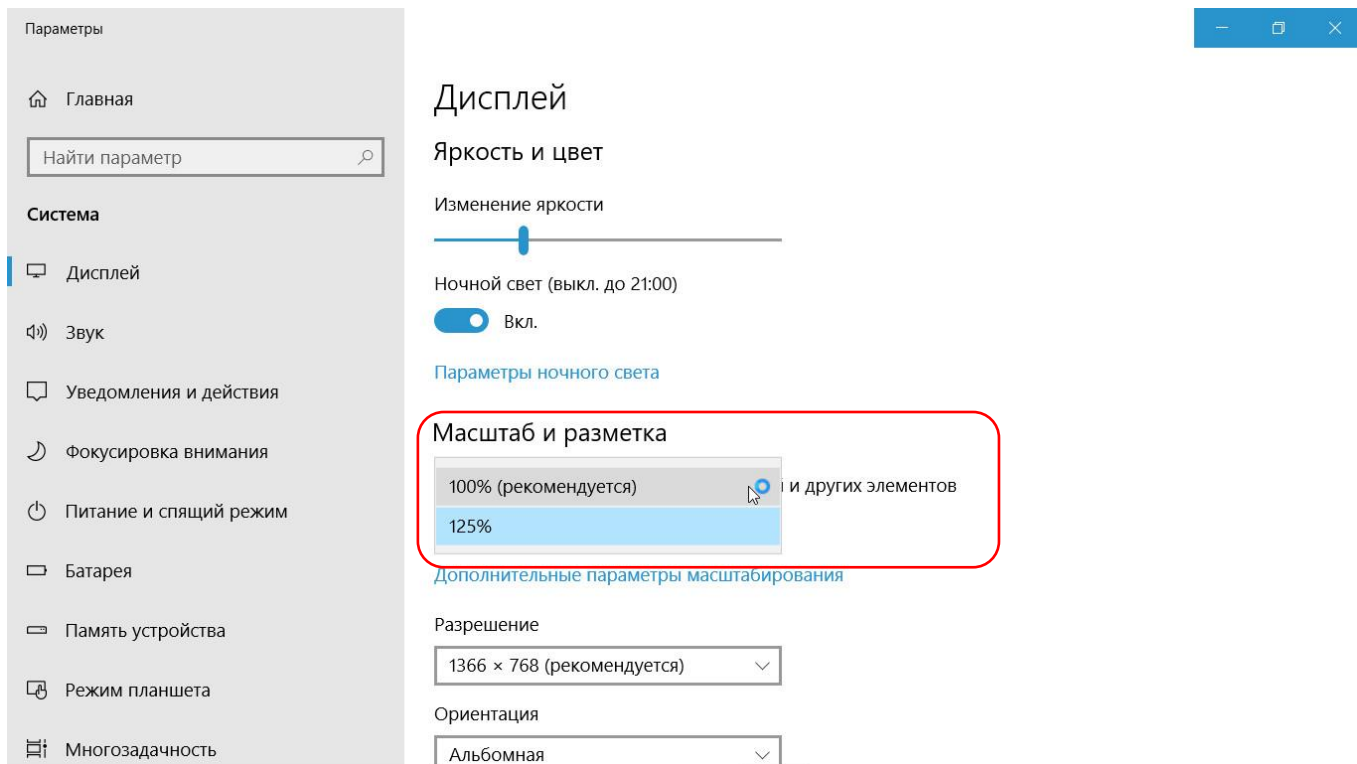 Параметры
Главная
Найти параметр
Система
Дисплей
Звук
Уведомления и действия
Фокусировка внимания
Питание и спящий режим
Батарея
Память устройства
Режим планшета
Многозадачность
Дисплей
Яркость и цвет
Изменение яркости
Ночной свет (выкл. до 21:00)
Вкл.
Параметры ночного света
Масштаб и разметка
100% (рекомендуется) и других элементов
125%
Дополнительные параметры масштабирования
Разрешение
1366 × 768 (рекомендуется)
Ориентация
Альбомная